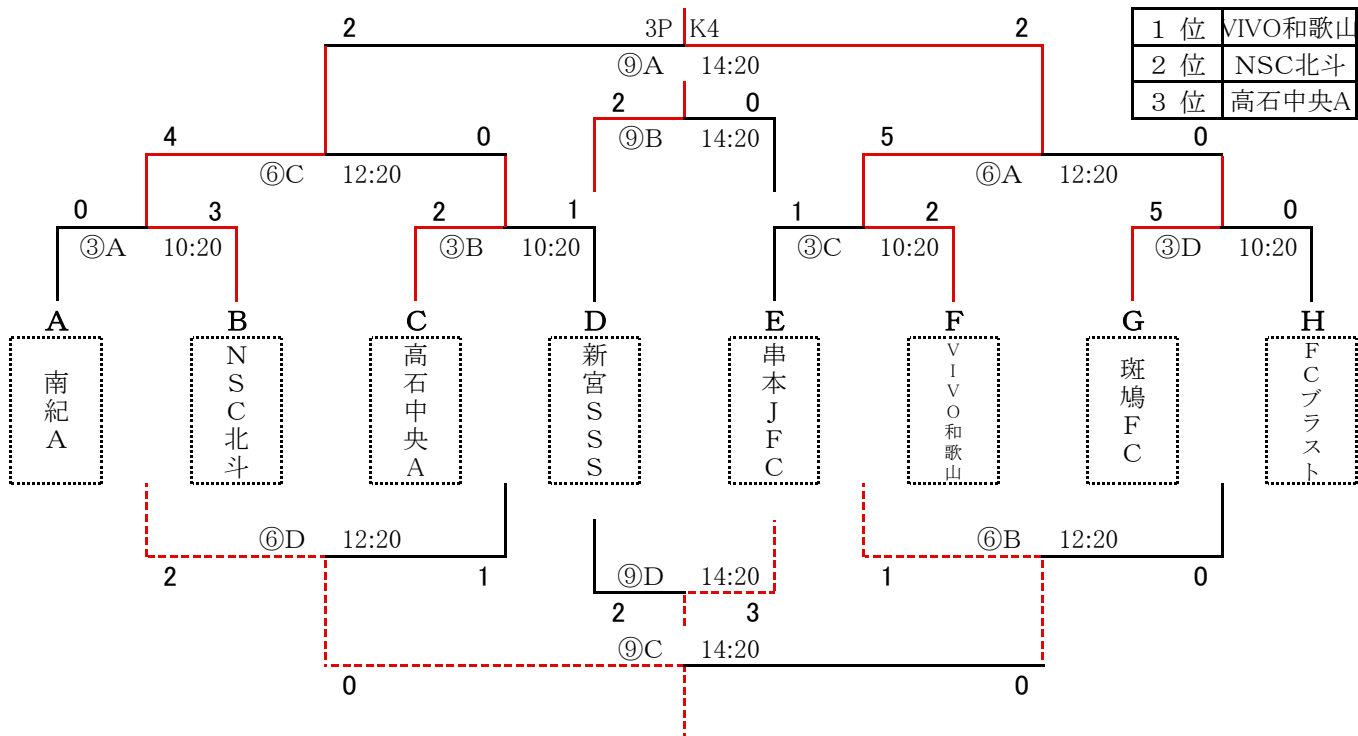 2 3P K4 2
⑨A 14:20
1 位 VIVO和歌山
2 位 NSC北斗
3 位 高石中央A
2 0
⑨B 14:20
4 0
⑥C 12:20
5 0
⑥A 12:20
0 3
③A 10:20
2 1
③B 10:20
1 2
③C 10:20
5 0
③D 10:20
A B C D E F G H
南紀A
NSC北斗
高石中央A
新宮SSS
串本JFC
VIVO和歌山
斑鳩FC
FCブラスト
⑥D 12:20
2 1
⑥B 12:20
1 0
⑨D 14:20
2 3
⑨C 14:20
0 0